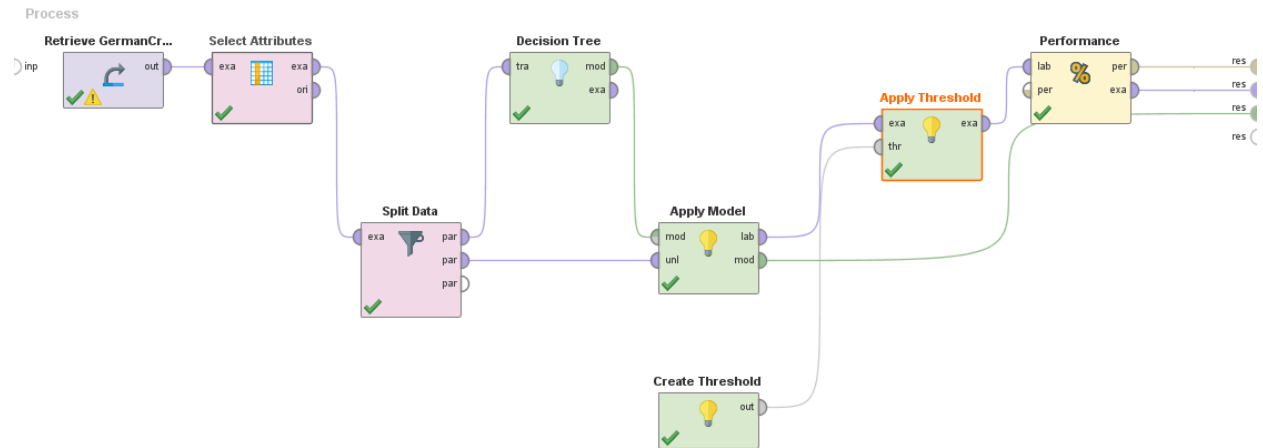 Process
inp
Retrieve GermanCr...
out
Select Attributes
exa exa
ori
Decision Tree
tra mod
exa
Performance
lab per
per exa
res
res
res
res
Apply Threshold
exa exa
thr
Split Data
exa par
par
par
Apply Model
mod lab
unl mod
Create Threshold
out